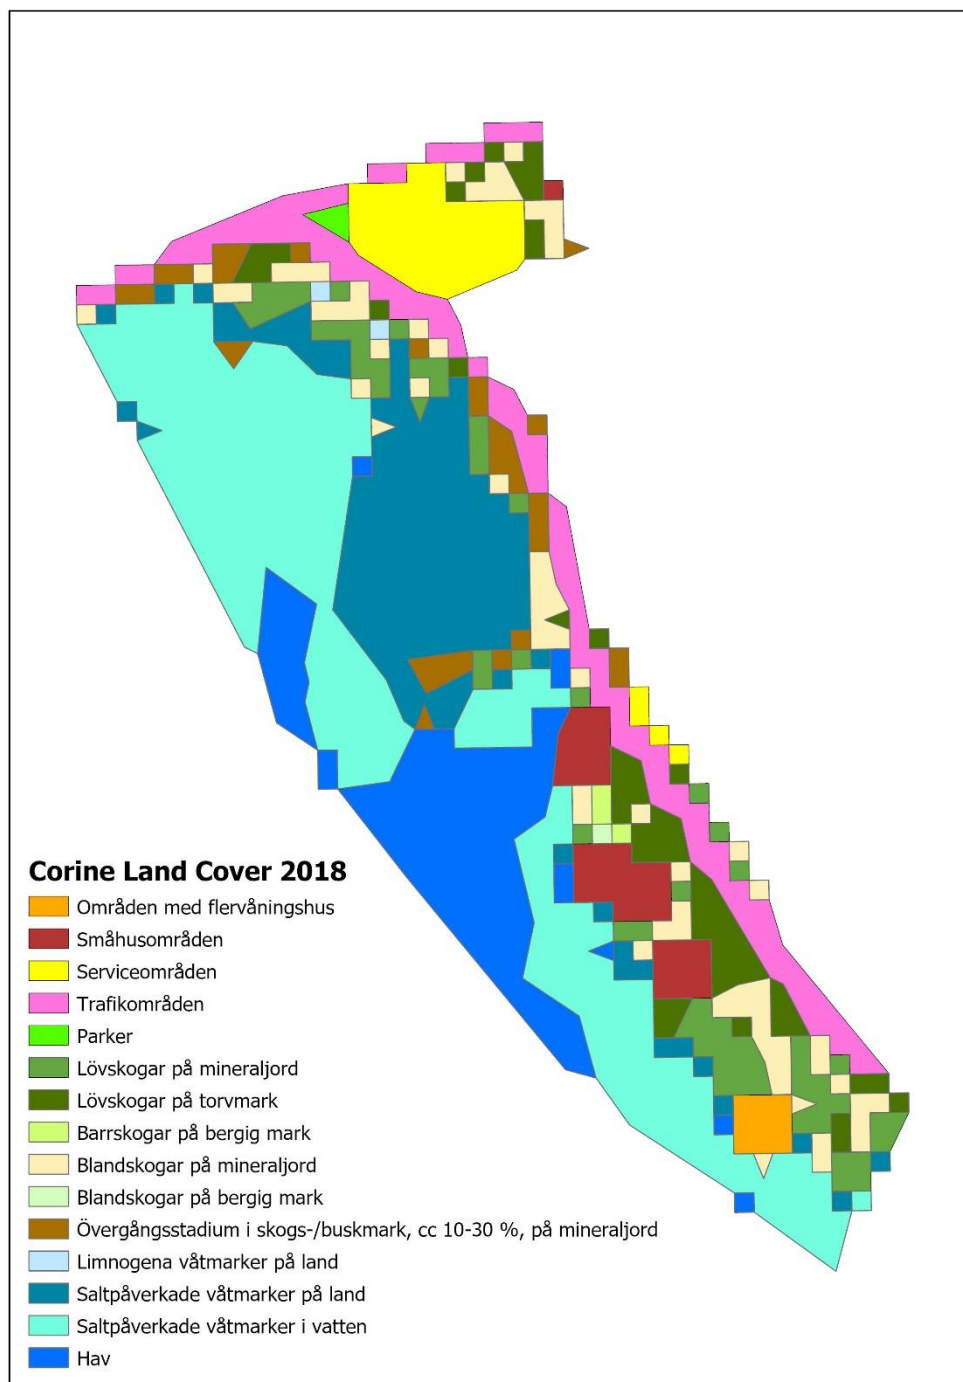 Corine Land Cover 2018
Områden med flervåningshus
Småhusområden
Serviceområden
Trafikområden
Parker
Lövskogar på mineraljord
Lövskogar på torvmark
Barrskogar på bergig mark
Blandskogar på mineraljord
Blandskogar på bergig mark
Övergångsstadium i skogs-/buskmark, cc 10-30 %, på mineraljord
Limnogena våtmarker på land
Saltpåverkade våtmarker på land
Saltpåverkade våtmarker i vatten
Hav